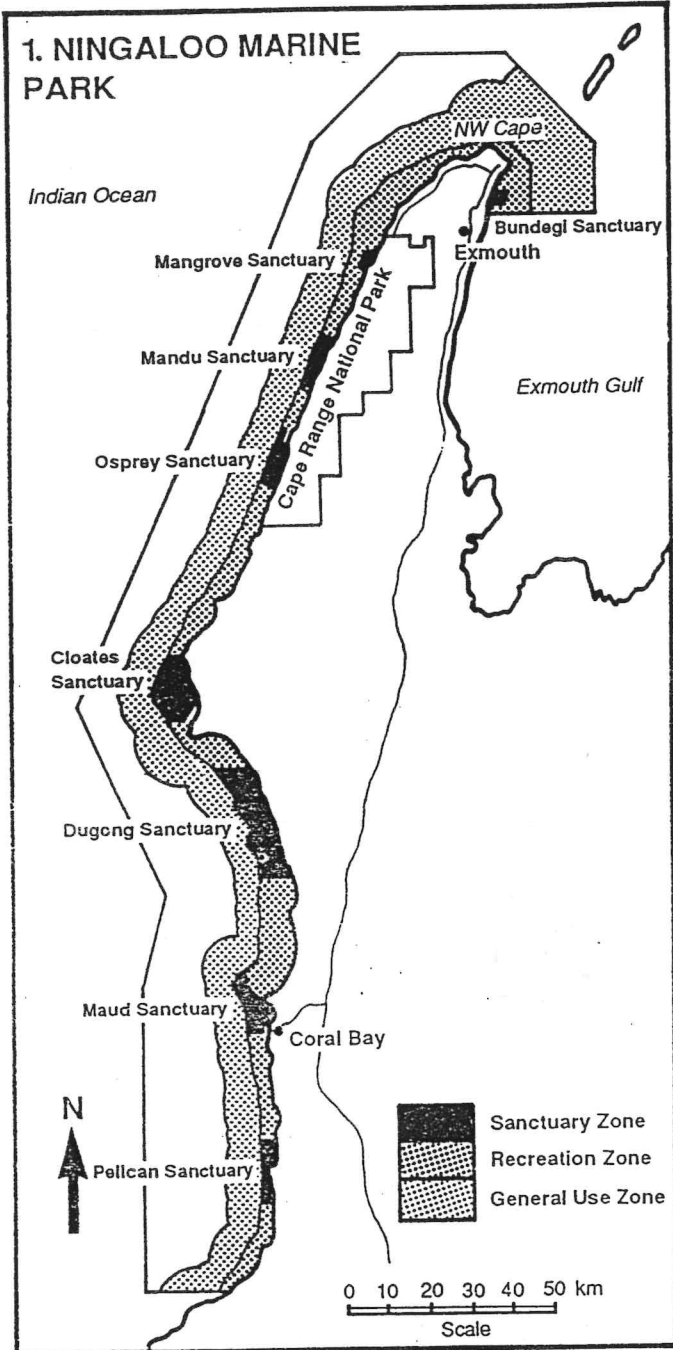 1. NINGALOO MARINE
PARK
NW Cape
Indian Ocean
Bundegi Sanctuary
Exmouth
Mangrove Sanctuary
Cape Range National Park
Mandu Sanctuary
Exmouth Gulf
Osprey Sanctuary
Cloates
Sanctuary
Dugong Sanctuary
Maud Sanctuary
Coral Bay
N
Pelican Sanctuary
Sanctuary Zone
Recreation Zone
General Use Zone
0 10 20 30 40 50 km
Scale